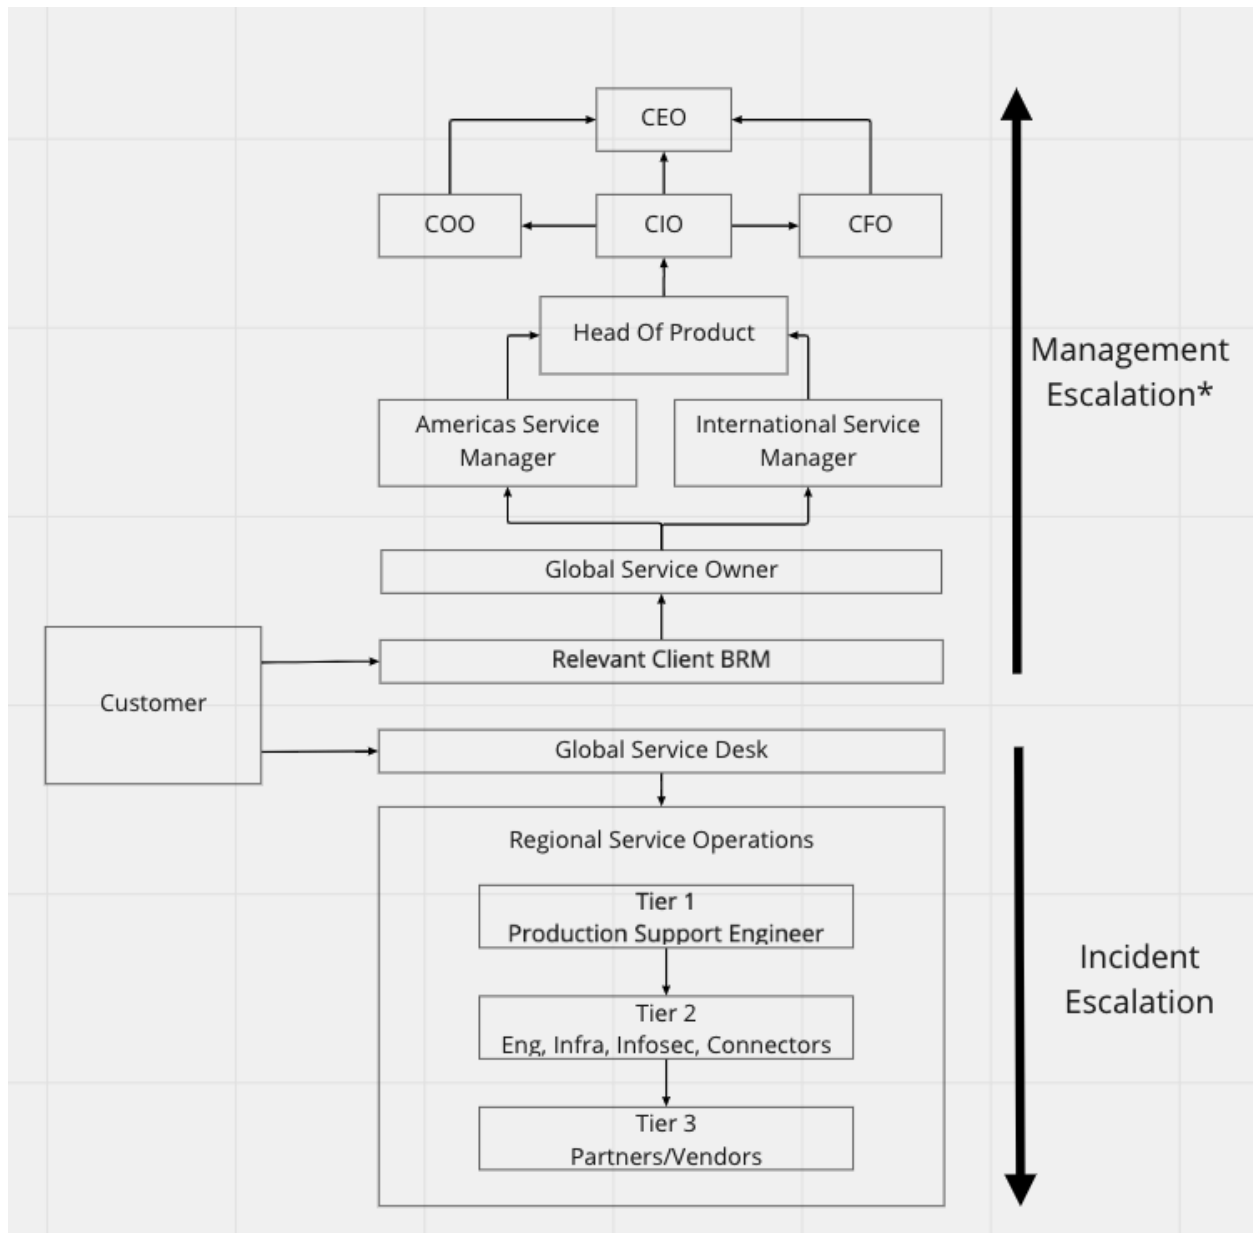 CEO
COO
CIO
CFO
Head Of Product
Management
Escalation*
Americas Service
Manager
International Service
Manager
Global Service Owner
Relevant Client BRM
Customer
Global Service Desk
Regional Service Operations
Tier 1
Production Support Engineer
Tier 2
Eng, Infra, Infosec, Connectors
Incident
Escalation
Tier 3
Partners/Vendors